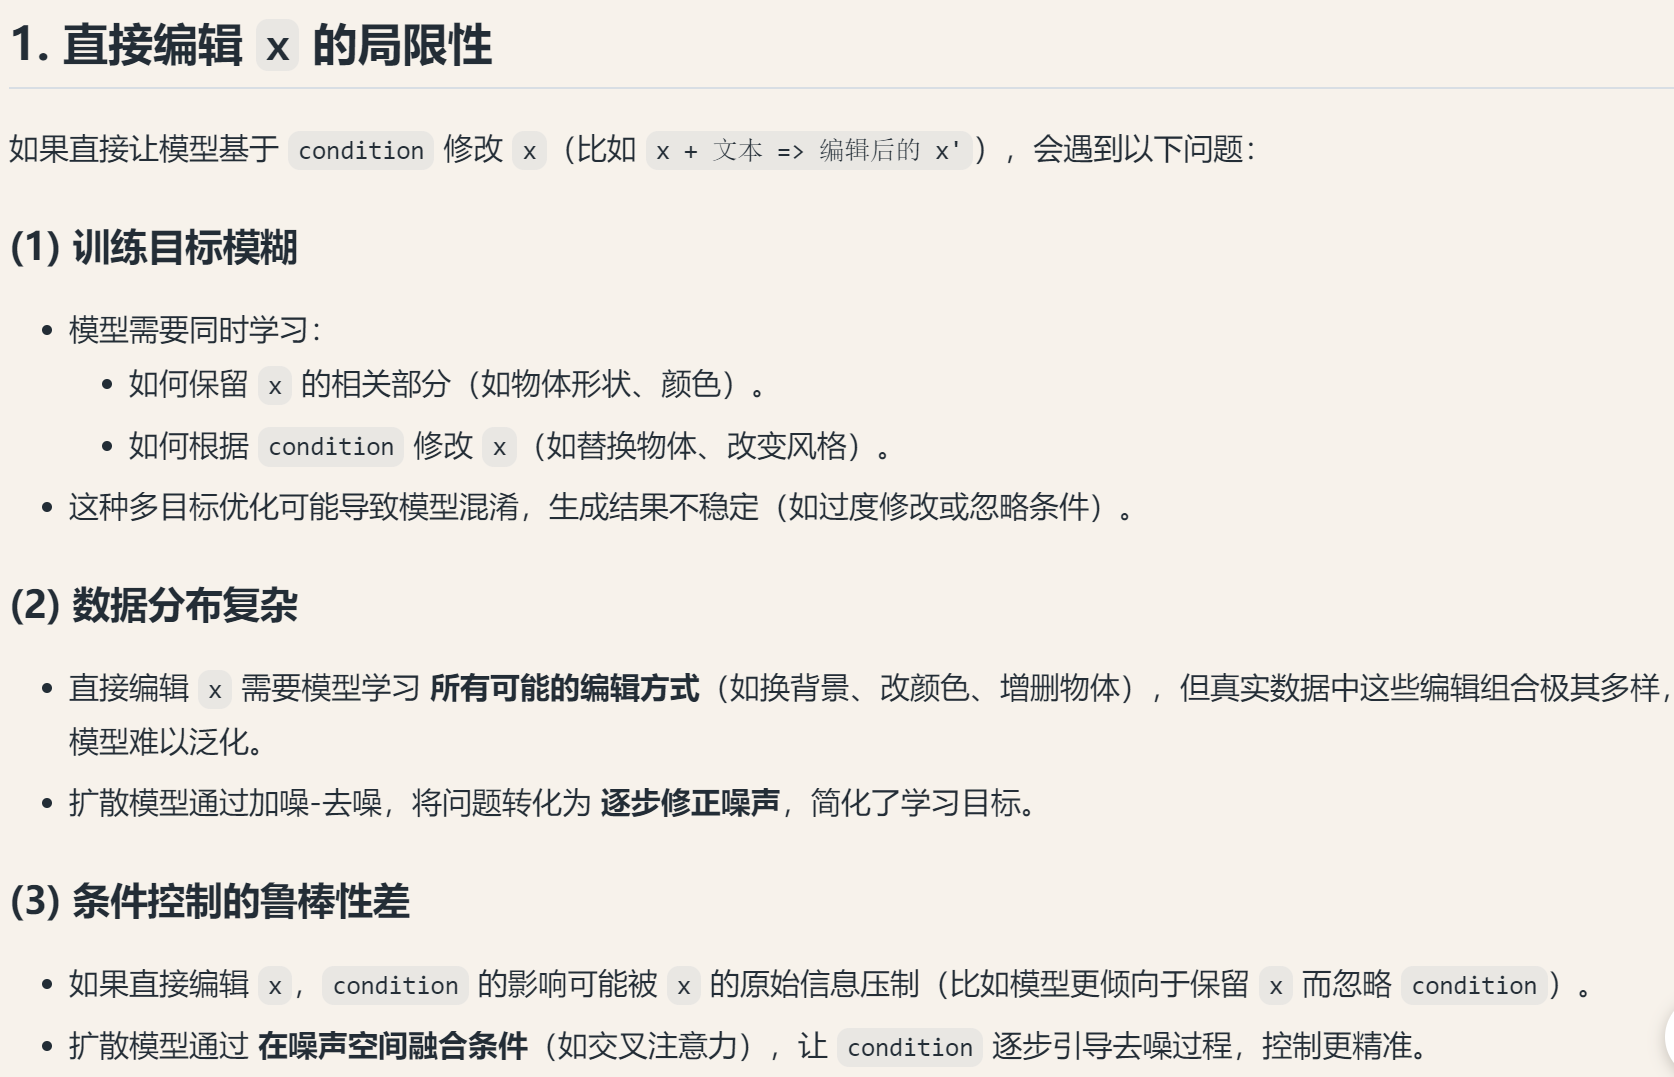 1. 直接编辑 x 的局限性
如果直接让模型基于 condition 修改 x（比如 x + 文本 => 编辑后的 x'），会遇到以下问：
(1) 训练目标模糊
• 模型需要同时学习：
• 如何保留 x 的相关部分（如物体形状、颜色）。
• 如何根据 condition 修改 x（如替换物体、改变风格）。
• 这种多目标优化可能导致模型混淆，生成结果不稳定（如过度修改或忽略条件）。
(2) 数据分布复杂
• 直接编辑 x 需要模型学习 所有可能的编辑方式（如换背景、改颜色、增删物体），但真实数据中这些编辑组合极其多样，
模型难以泛化。
• 扩散模型通过加噪-去噪，将问题转化为 逐步修正噪声，简化了学习目标。
(3) 条件控制的鲁棒性差
• 如果直接编辑 x，condition 的影响可能被 x 的原始信息压制（比如模型更倾向于保留 x 而忽略 condition）。
• 扩散模型通过 在噪声空间融合条件（如交叉注意力），让 condition 逐步引导去噪过程，控制更精准。